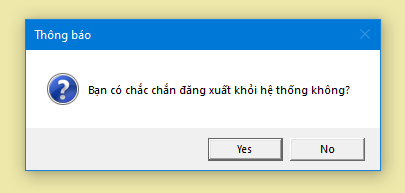 Thông báo
Bạn có chắc chắn đăng xuất khỏi hệ thống không?
Yes
No